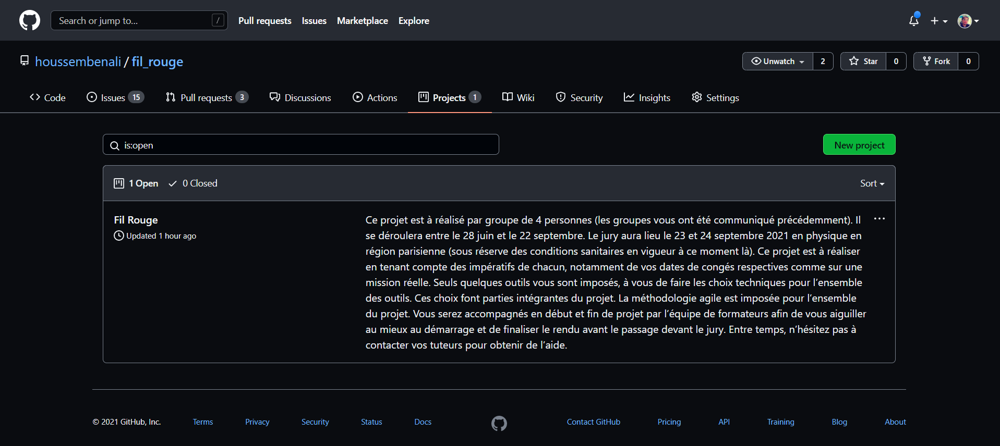 Search or jump to... /
Pull requests Issues Marketplace Explore
houssembenali / fil_rouge
Unwatch 2 Star 0 Fork 0
Code Issues 15 Pull requests 3 Discussions Actions Projects 1 Wiki Security Insights Settings
is:open
New project
1 Open 0 Closed
Sort
Fil Rouge
Updated 1 hour ago
Ce projet est à réalisé par groupe de 4 personnes (les groupes vous ont été communiqué précédemment). Il
se déroulera entre le 28 juin et le 22 septembre. Le jury aura lieu le 23 et 24 septembre 2021 en physique en
région parisienne (sous réserve des conditions sanitaires en vigueur à ce moment là). Ce projet est à réaliser
en tenant compte des impératifs de chacun, notamment de vos dates de congés respectives comme sur une
mission réelle. Seuls quelques outils vous sont imposés, à vous de faire les choix techniques pour l’ensemble
des outils. Ces choix font parties intégrantes du projet. La méthodologie agile est imposée pour l’ensemble
du projet. Vous serez accompagnés en début et fin de projet par l’équipe de formateurs afin de vous aiguiller
au mieux au démarrage et de finaliser le rendu avant le passage devant le jury. Entre temps, n’hésitez pas à
contacter vos tuteurs pour obtenir de l’aide.
© 2021 GitHub, Inc. Terms Privacy Security Status Docs Contact GitHub Pricing API Training Blog About